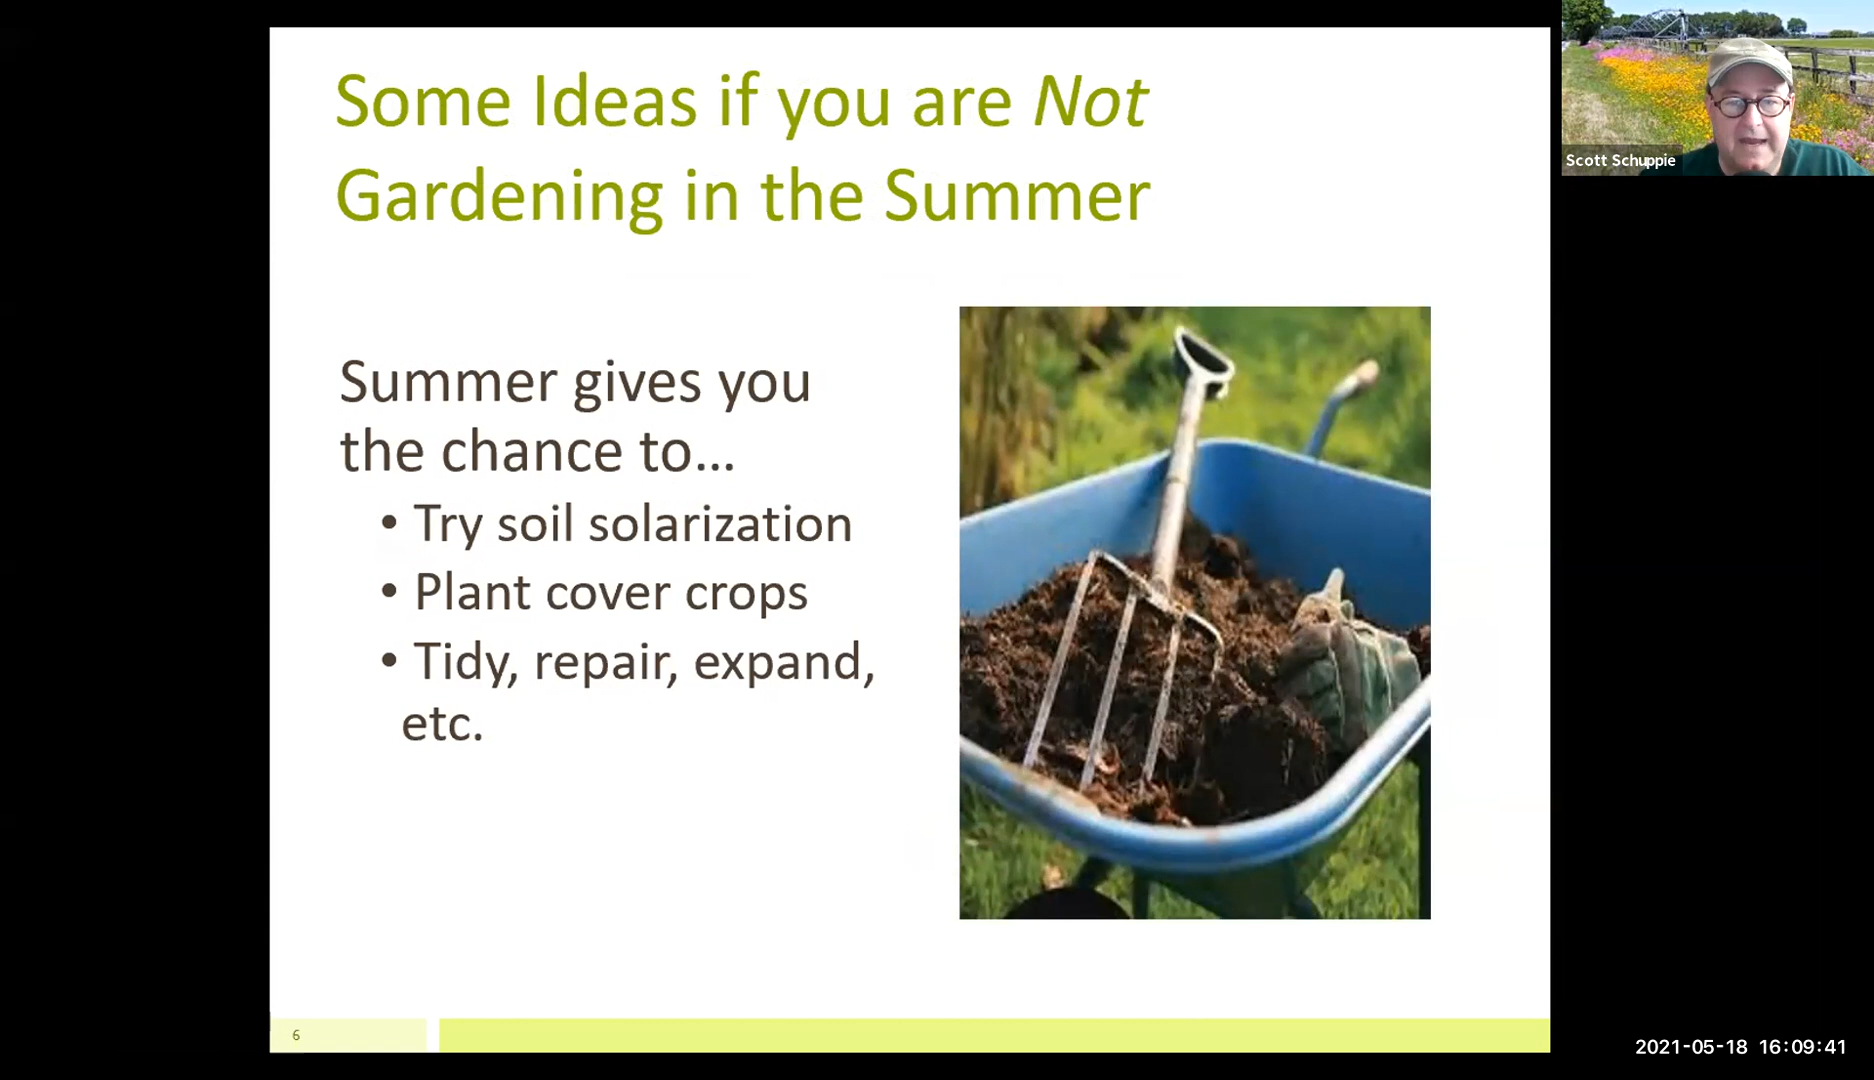 Some Ideas if you are Not
Gardening in the Summer
Summer gives you
the chance to...
• Try soil solarization
• Plant cover crops
• Tidy, repair, expand,
etc.
6
Scott Schuppie
2021-05-18 16:09:41